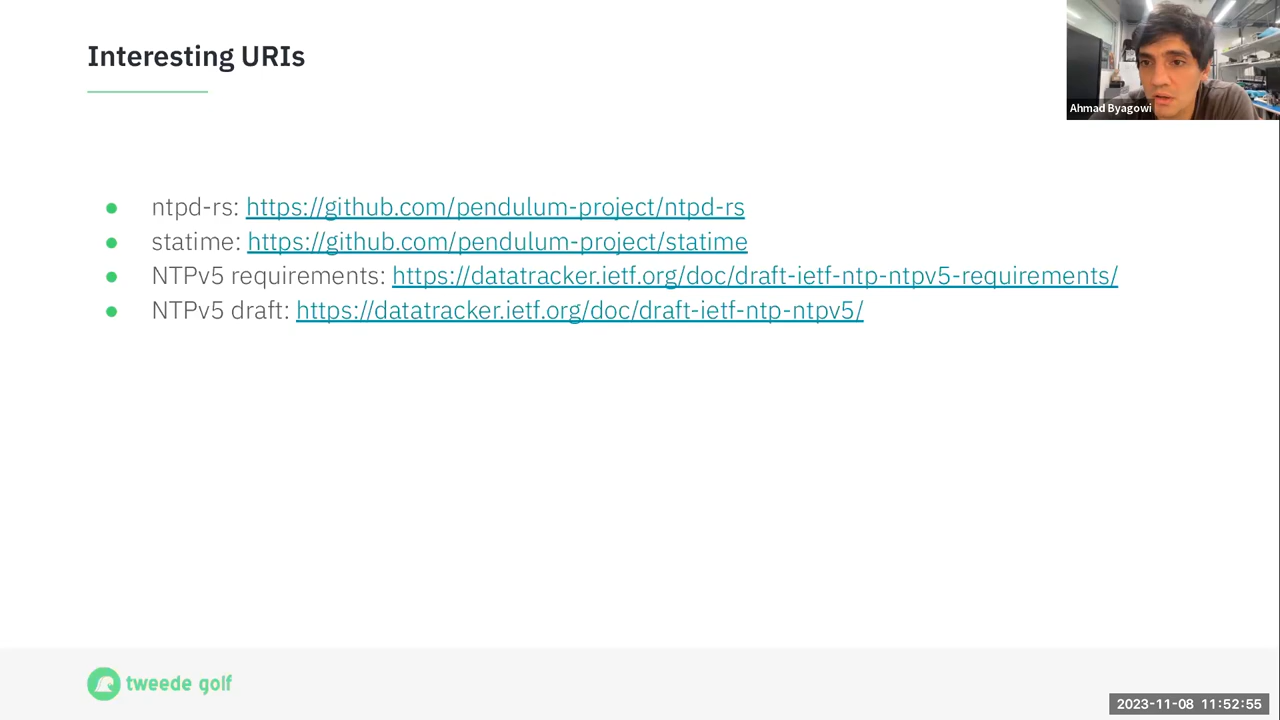 Interesting URIs
Ahmad Byagowi
ntpd-rs: https://github.com/pendulum-project/ntpd-rs
statime: https://github.com/pendulum-project/statime
NTPv5 requirements: https://datatracker.ietf.org/doc/draft-ietf-ntp-ntpv5-requirements/
NTPv5 draft: https://datatracker.ietf.org/doc/draft-ietf-ntp-ntpv5/
tweede golf
2023-11-08 11:52:55